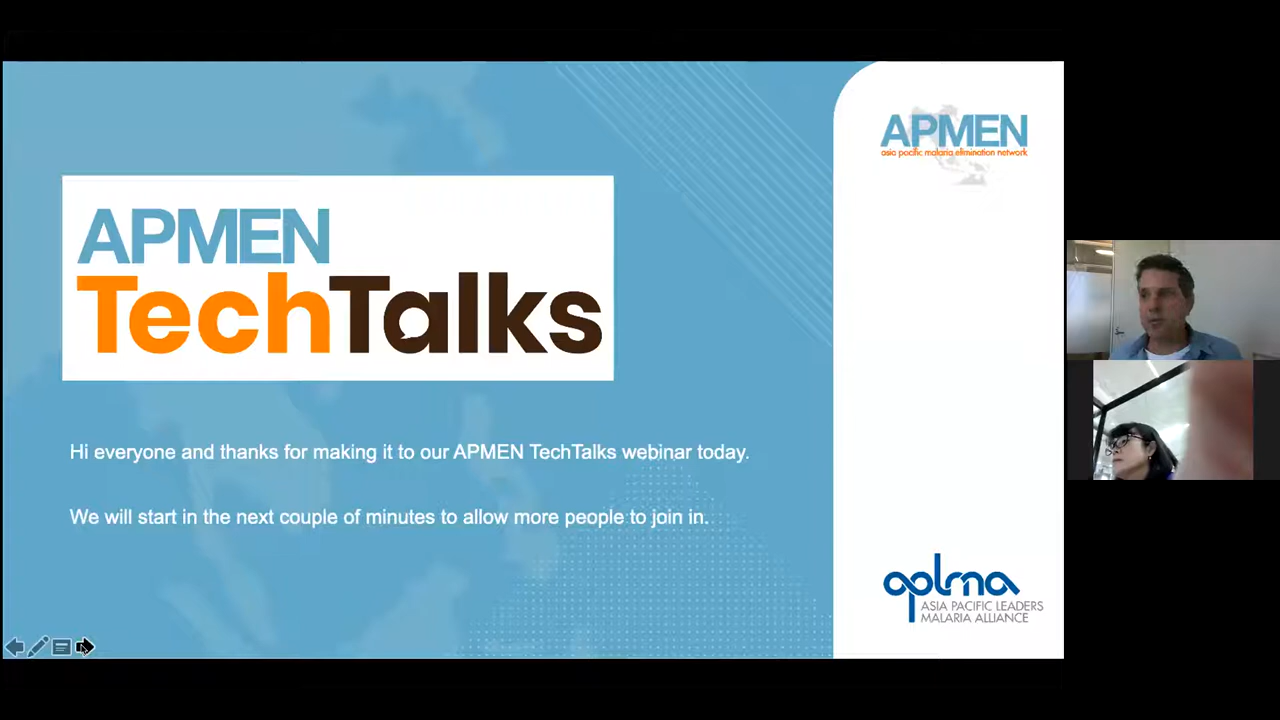 APMEN
TechTalks
Hi everyone and thanks for making it to our APMEN TechTalks webinar today.
We will start in the next couple of minutes to allow more people to join in.
APMEN
asia pacific malaria elimination network
aplma
ASIA PACIFIC LEADERS
MALARIA ALLIANCE